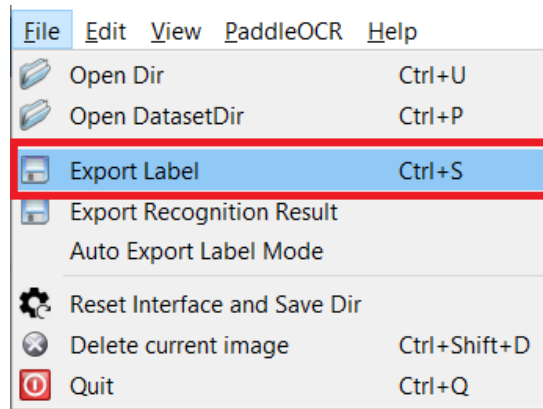 File Edit View PaddleOCR Help
Open Dir Ctrl+U
Open DatasetDir Ctrl+P
Export Label Ctrl+S
Export Recognition Result
Auto Export Label Mode
Reset Interface and Save Dir
Delete current image Ctrl+Shift+D
Quit Ctrl+Q